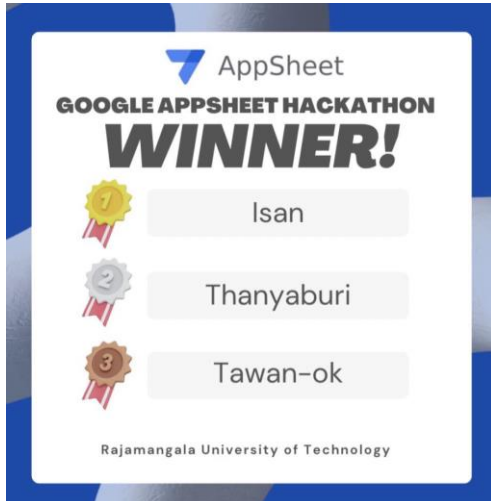 AppSheet
GOOGLE APPSHEET HACKATHON
WINNER!
1
Isan
2
Thanyaburi
3
Tawan-ok
Rajamangala University of Technology